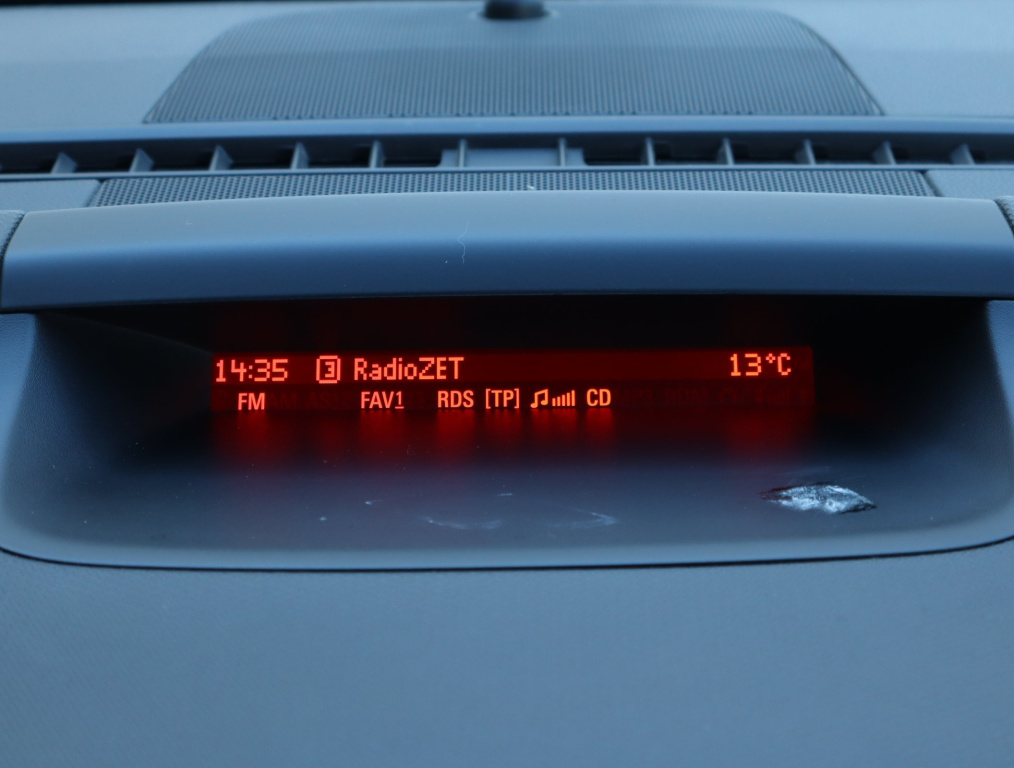 14:35 3 RadioZET 13°C
FM FAV1 RDS [TP] CD